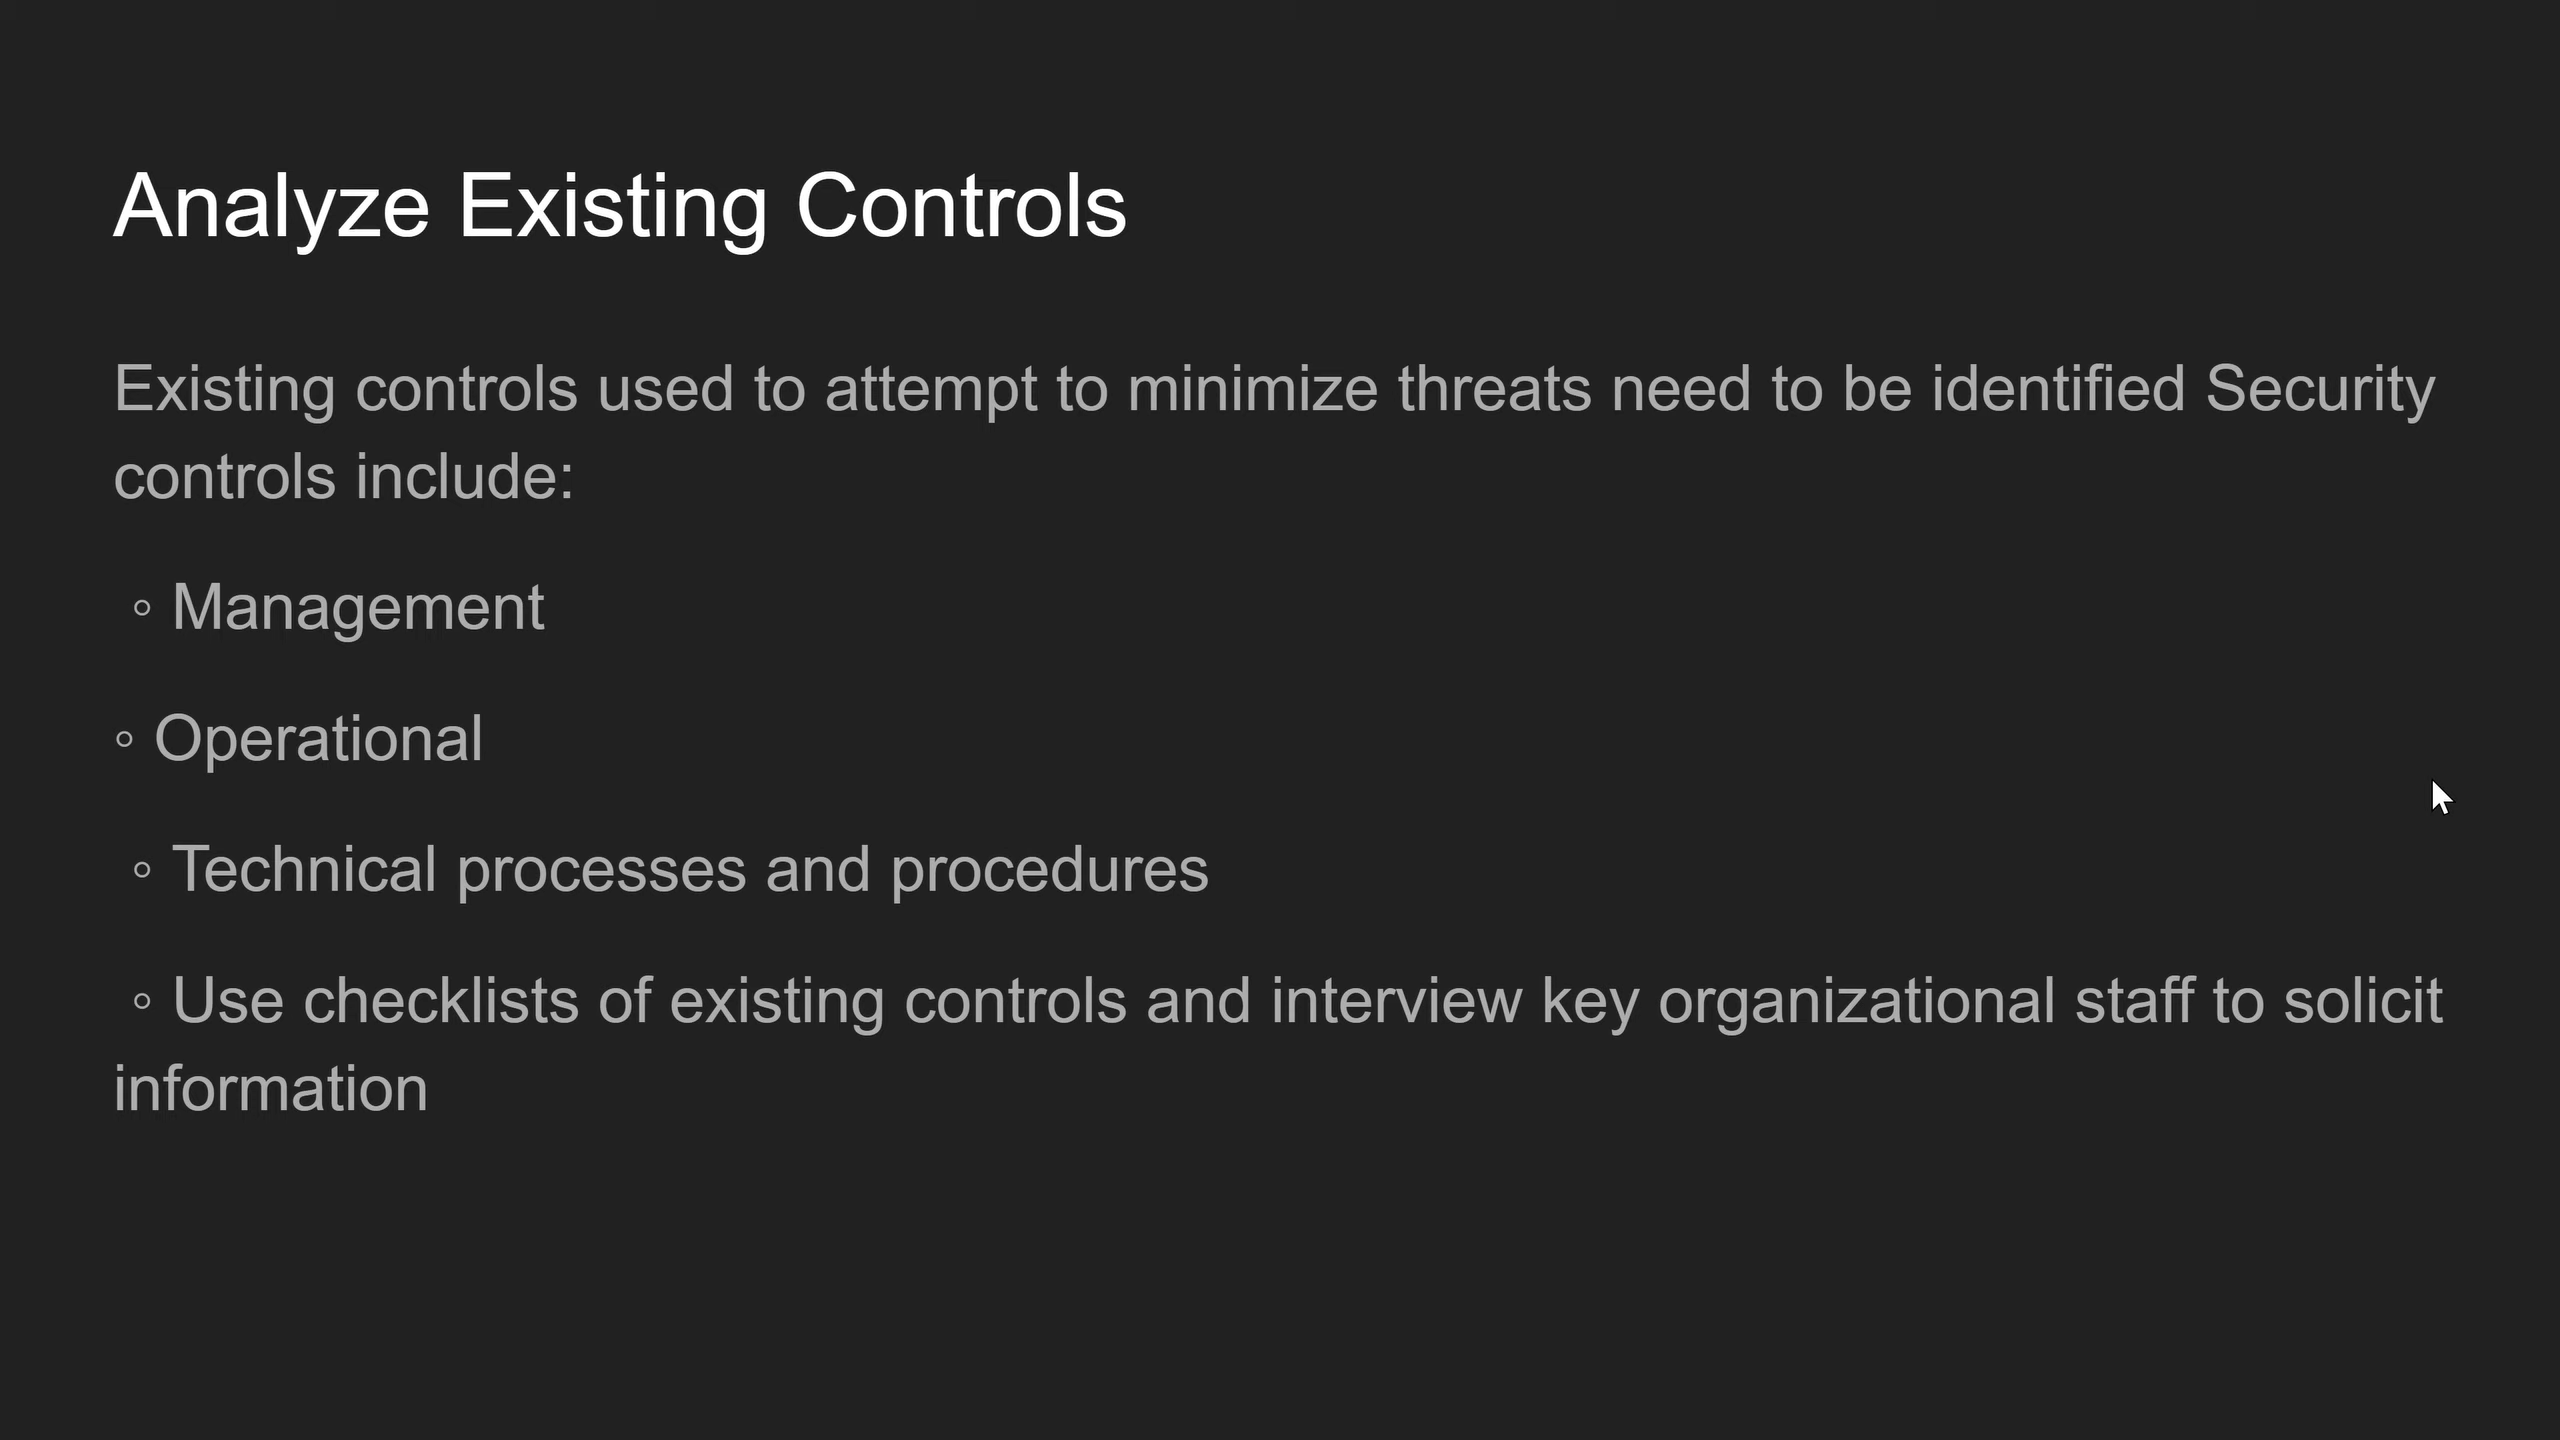 Analyze Existing Controls
Existing controls used to attempt to minimize threats need to be identified Security
controls include:
◦ Management
◦ Operational
◦ Technical processes and procedures
◦ Use checklists of existing controls and interview key organizational staff to solicit
information